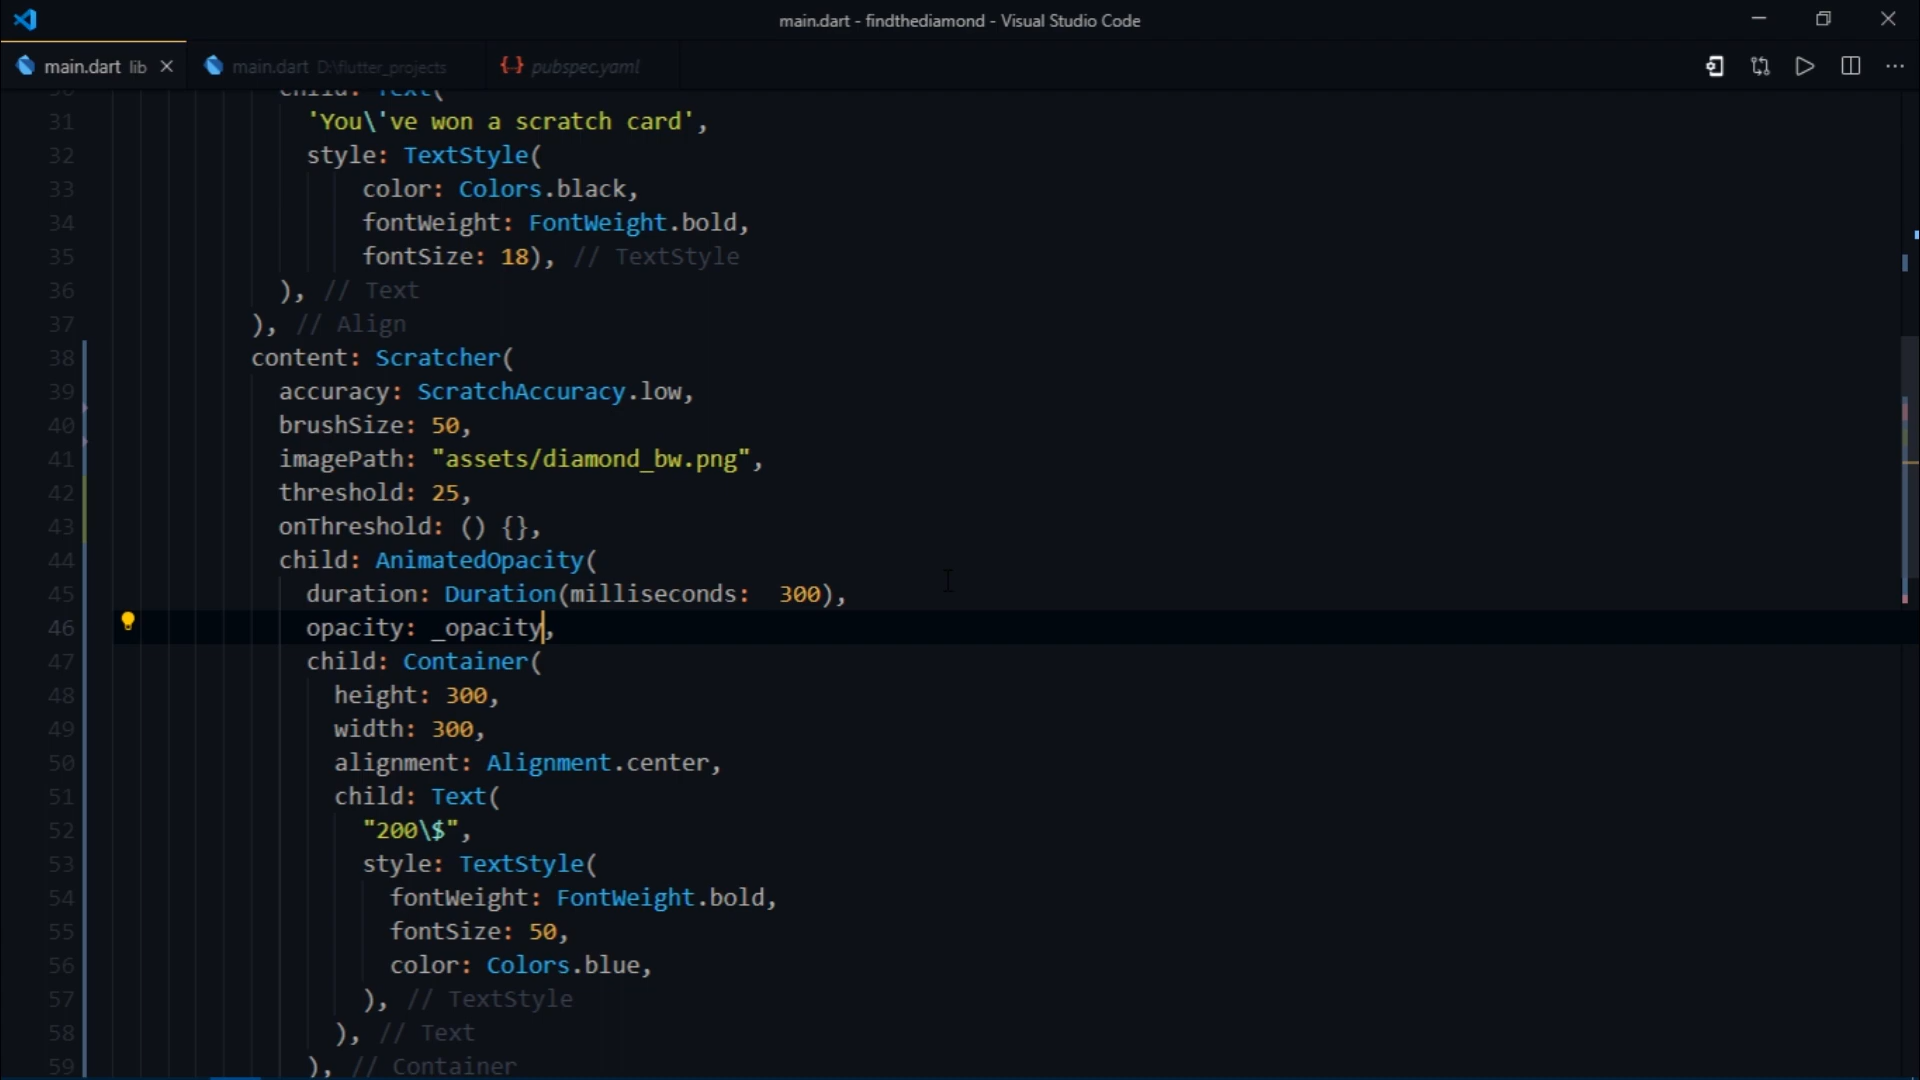 main.dart - findthediamond - Visual Studio Code
main.dart lib
main.dart D:\flutter_projects
{..} pubspec.yaml
30 child: Text(
31 'You\'ve won a scratch card',
32 style: TextStyle(
33 color: Colors.black,
34 fontWeight: FontWeight.bold,
35 fontSize: 18), // TextStyle
36 ), // Text
37 ), // Align
38 content: Scratcher(
39 accuracy: ScratchAccuracy.low,
40 brushSize: 50,
41 imagePath: "assets/diamond_bw.png",
42 threshold: 25,
43 onThreshold: () {},
44 child: AnimatedOpacity(
45 duration: Duration(milliseconds:  300),
46 opacity: _opacity,
47 child: Container(
48 height: 300,
49 width: 300,
50 alignment: Alignment.center,
51 child: Text(
52 "200\$",
53 style: TextStyle(
54 fontWeight: FontWeight.bold,
55 fontSize: 50,
56 color: Colors.blue,
57 ), // TextStyle
58 ), // Text
59 ), // Container